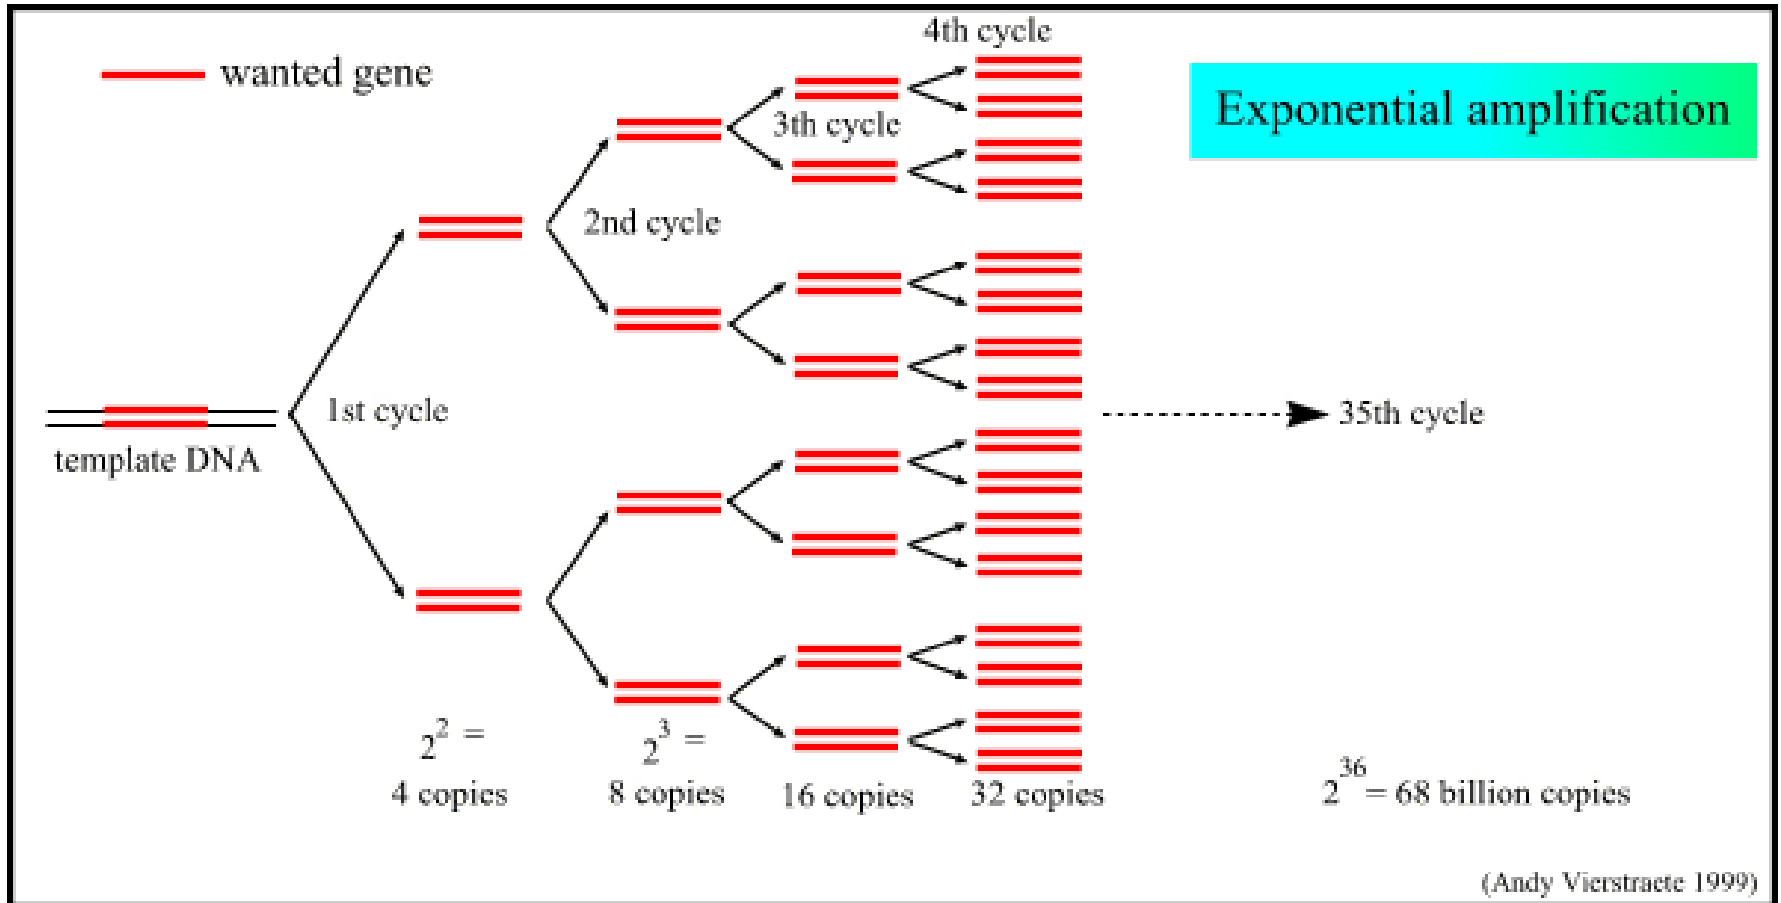 4th cycle
wanted gene
Exponential amplification
3th cycle
2nd cycle
1st cycle
35th cycle
template DNA
2^2 =
4 copies
2^3 =
8 copies
16 copies
32 copies
2^36 = 68 billion copies
(Andy Vierstraete 1999)